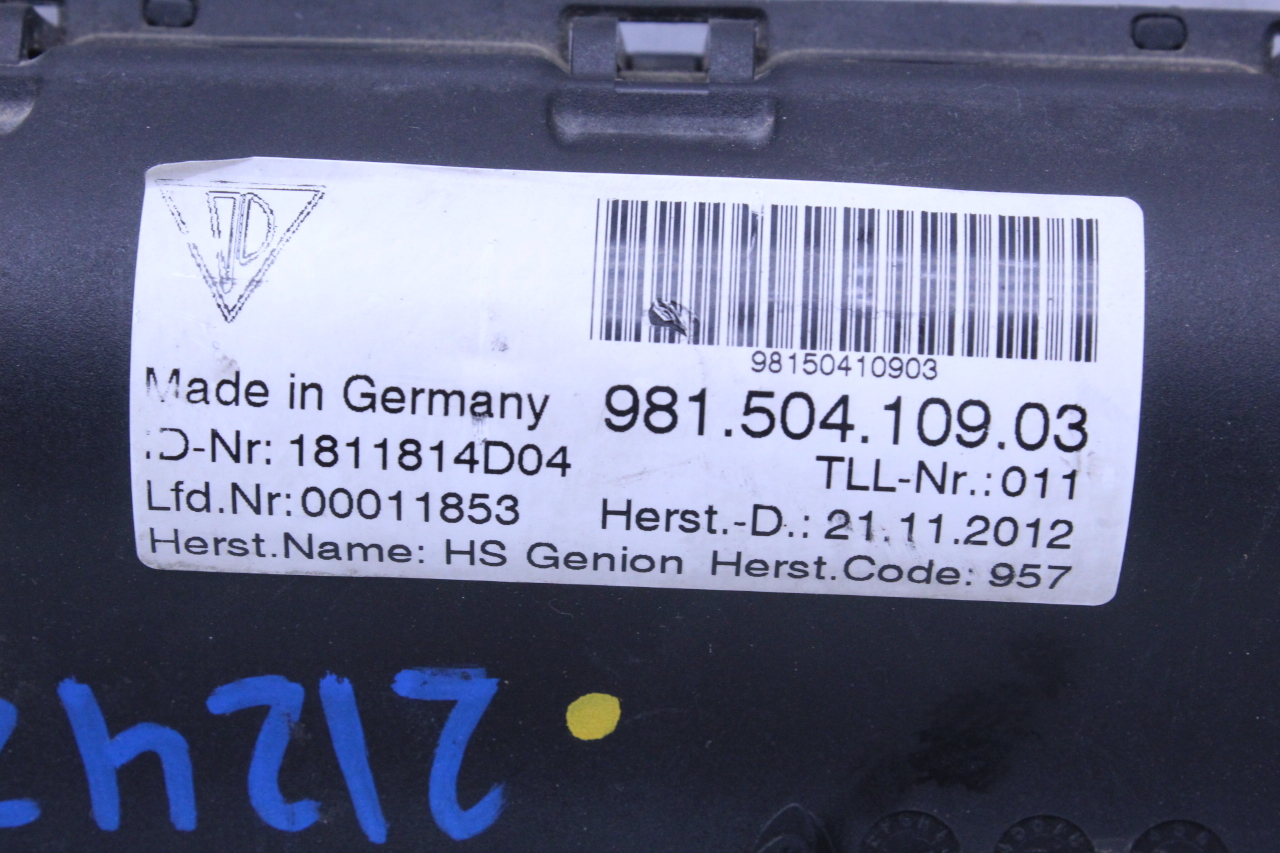 98150410903
Made in Germany
981.504.109.03
ID-Nr: 1811814D04
TLL-Nr.: 011
Lfd.Nr: 00011853
Herst.-D.: 21.11.2012
Herst.Name: HS Genion Herst.Code: 957